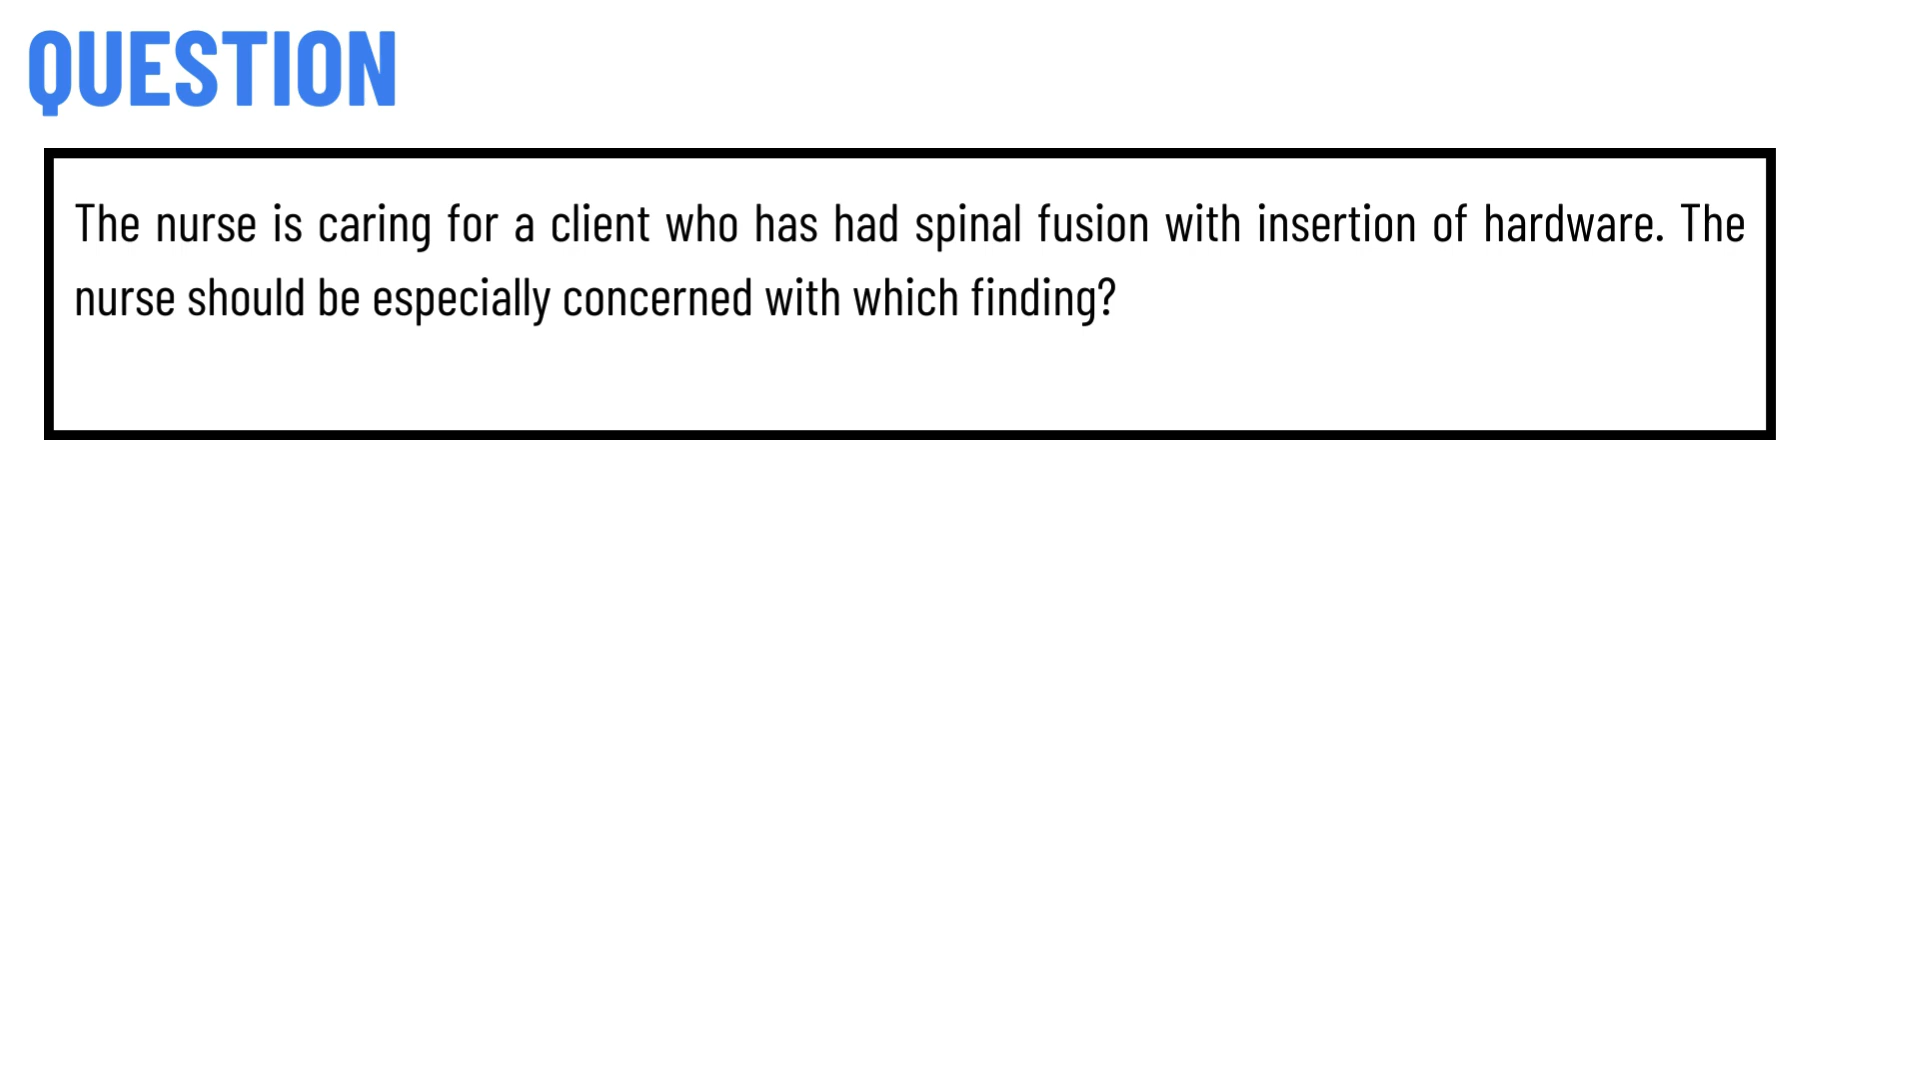 QUESTION
The nurse is caring for a client who has had spinal fusion with insertion of hardware. The
nurse should be especially concerned with which finding?